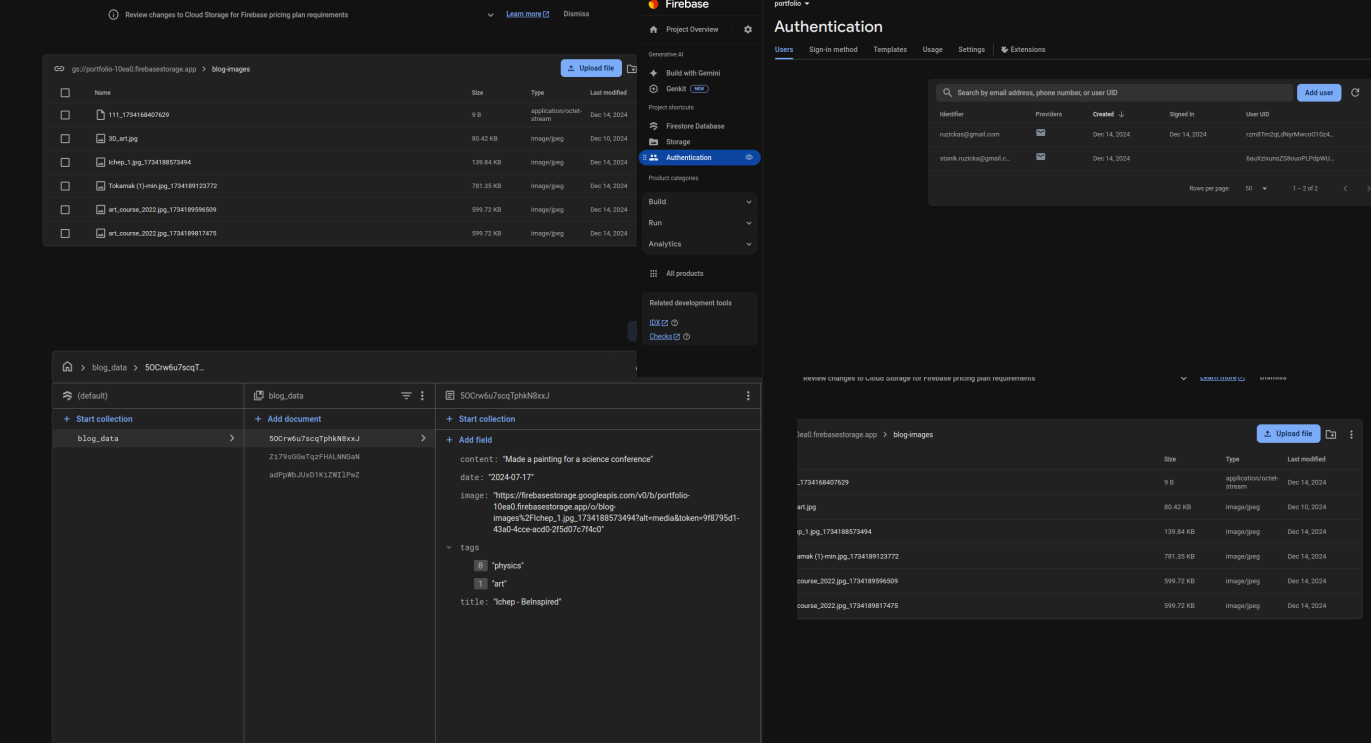 Review changes to Cloud Storage for Firebase pricing plan requirements
Learn more
Dismiss
gs://portfolio-10ea0.firebasestorage.app > blog-images
Upload file
Name Size Type Last modified
111_1734168407629 9 B application/octet-stream Dec 14, 2024
3D_art.jpg 80.42 KB image/jpeg Dec 10, 2024
Ichep_1.jpg_1734188573494 139.84 KB image/jpeg Dec 14, 2024
Tokamak (1)-min.jpg_1734189123772 781.35 KB image/jpeg Dec 14, 2024
art_course_2022.jpg_1734189596509 599.72 KB image/jpeg Dec 14, 2024
art_course_2022.jpg_1734189817475 599.72 KB image/jpeg Dec 14, 2024
Firebase
Project Overview
Generative AI
Build with Gemini
Genkit NEW
Project shortcuts
Firestore Database
Storage
Authentication
Product categories
Build
Run
Analytics
All products
Related development tools
IDX
Checks
portfolio
Authentication
Users Sign-in method Templates Usage Settings Extensions
Search by email address, phone number, or user UID
Add user
Identifier Providers Created Signed In User UID
ruzickas@gmail.com Dec 14, 2024 Dec 14, 2024
stanik.ruzicka@gmail.c... Dec 14, 2024
Rows per page: 50 1 – 2 of 2
blog_data > 5OCrw6u7scqT...
(default)
Start collection
blog_data
blog_data
Add document
5OCrw6u7scqTphkN8xxJ
Zi79sGGwTqzFHALNNGaN
adPpWbJUxD1KiZWIlPwZ
5OCrw6u7scqTphkN8xxJ
Start collection
Add field
content: "Made a painting for a science conference"
date: "2024-07-17"
image: "https://firebasestorage.googleapis.com/v0/b/portfolio-
10ea0.firebasestorage.app/o/blog-
images%2FIchep_1.jpg_1734188573494?alt=media&token=9f8795d1-
43a0-4cce-acd0-2f5d07c7f4c0"
tags
0 "physics"
1 "art"
title: "Ichep - BeInspired"
Review changes to Cloud Storage for Firebase pricing plan requirements
Learn more
Dismiss
0ea0.firebasestorage.app > blog-images
Upload file
Size Type Last modified
_1734168407629 9 B application/octet-stream Dec 14, 2024
art.jpg 80.42 KB image/jpeg Dec 10, 2024
p_1.jpg_1734188573494 139.84 KB image/jpeg Dec 14, 2024
amak (1)-min.jpg_1734189123772 781.35 KB image/jpeg Dec 14, 2024
course_2022.jpg_1734189596509 599.72 KB image/jpeg Dec 14, 2024
course_2022.jpg_1734189817475 599.72 KB image/jpeg Dec 14, 2024